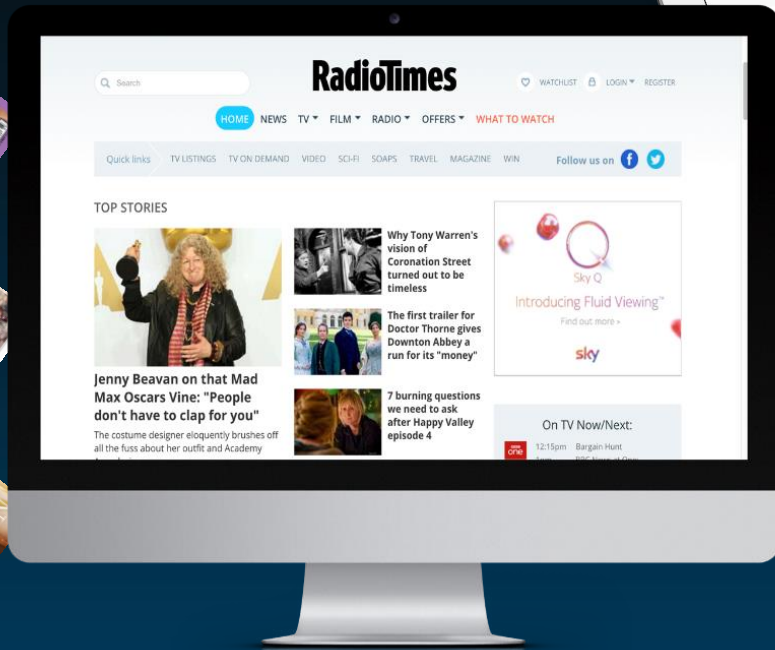 Search
RadioTimes
WATCHLIST LOGIN REGISTER
HOME NEWS TV FILM RADIO OFFERS WHAT TO WATCH
Quick links TV LISTINGS TV ON DEMAND VIDEO SCI-FI SOAPS TRAVEL MAGAZINE WIN Follow us on
TOP STORIES
Jenny Beavan on that Mad
Max Oscars Vine: "People
don't have to clap for you"
The costume designer eloquently brushes off
all the fuss about her outfit and Academy
Why Tony Warren's
vision of
Coronation Street
turned out to be
timeless
The first trailer for
Doctor Thorne gives
Downton Abbey a
run for its "money"
7 burning questions
we need to ask
after Happy Valley
episode 4
Sky Q
Introducing Fluid Viewing™
Find out more >
sky
On TV Now/Next:
one 12:15pm Bargain Hunt